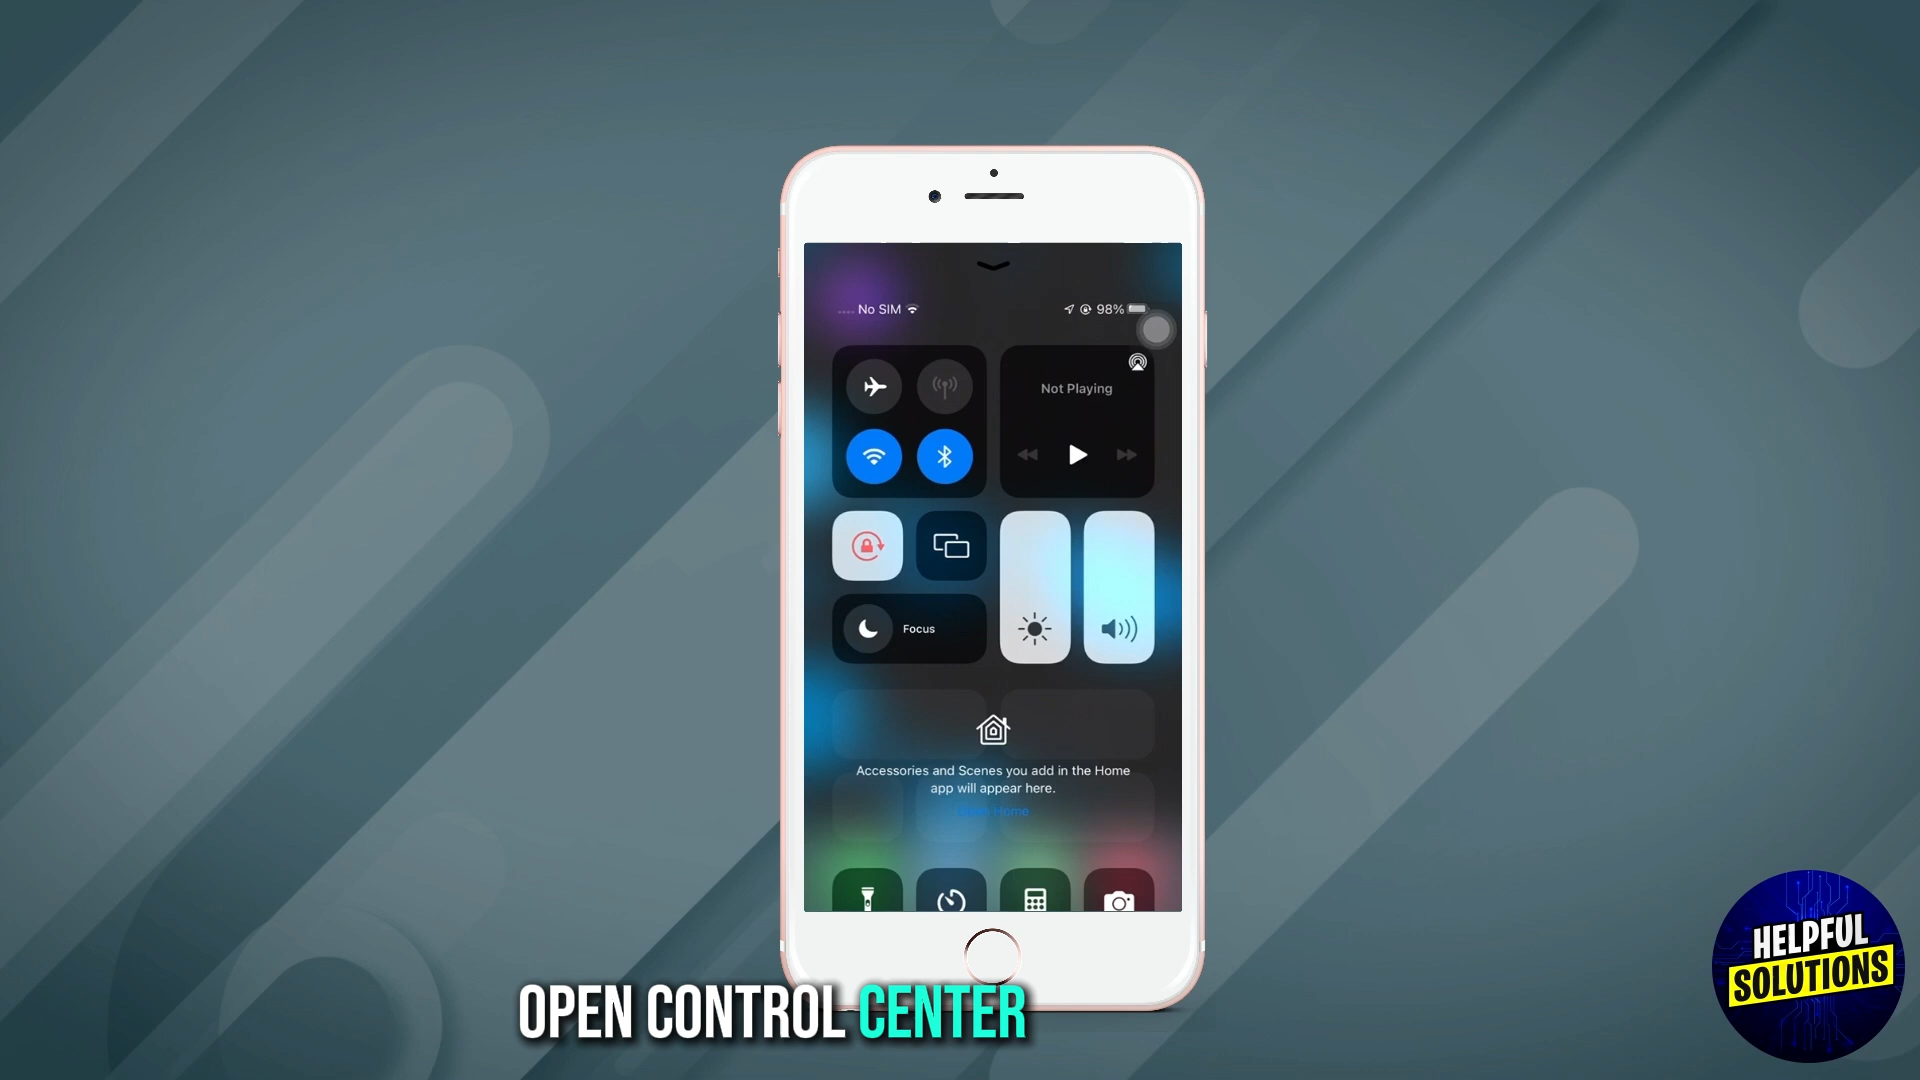 No SIM
98%
Not Playing
Focus
Accessories and Scenes you add in the Home
app will appear here.
Home
OPEN CONTROL CENTER
HELPFUL
SOLUTIONS